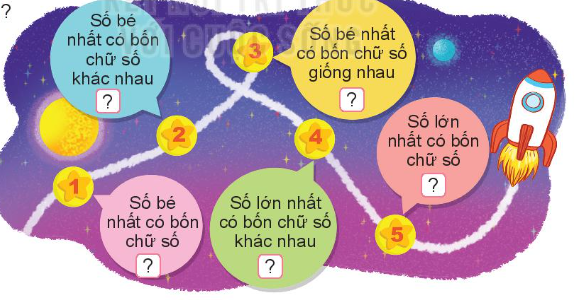 ?
Số bé
nhất có bốn
chữ số
khác nhau
?
3
Số bé nhất
có bốn chữ số
giống nhau
?
2
4
Số lớn
nhất có bốn
chữ số
?
1
Số bé
nhất có bốn
chữ số
?
Số lớn nhất
có bốn chữ số
khác nhau
?
5